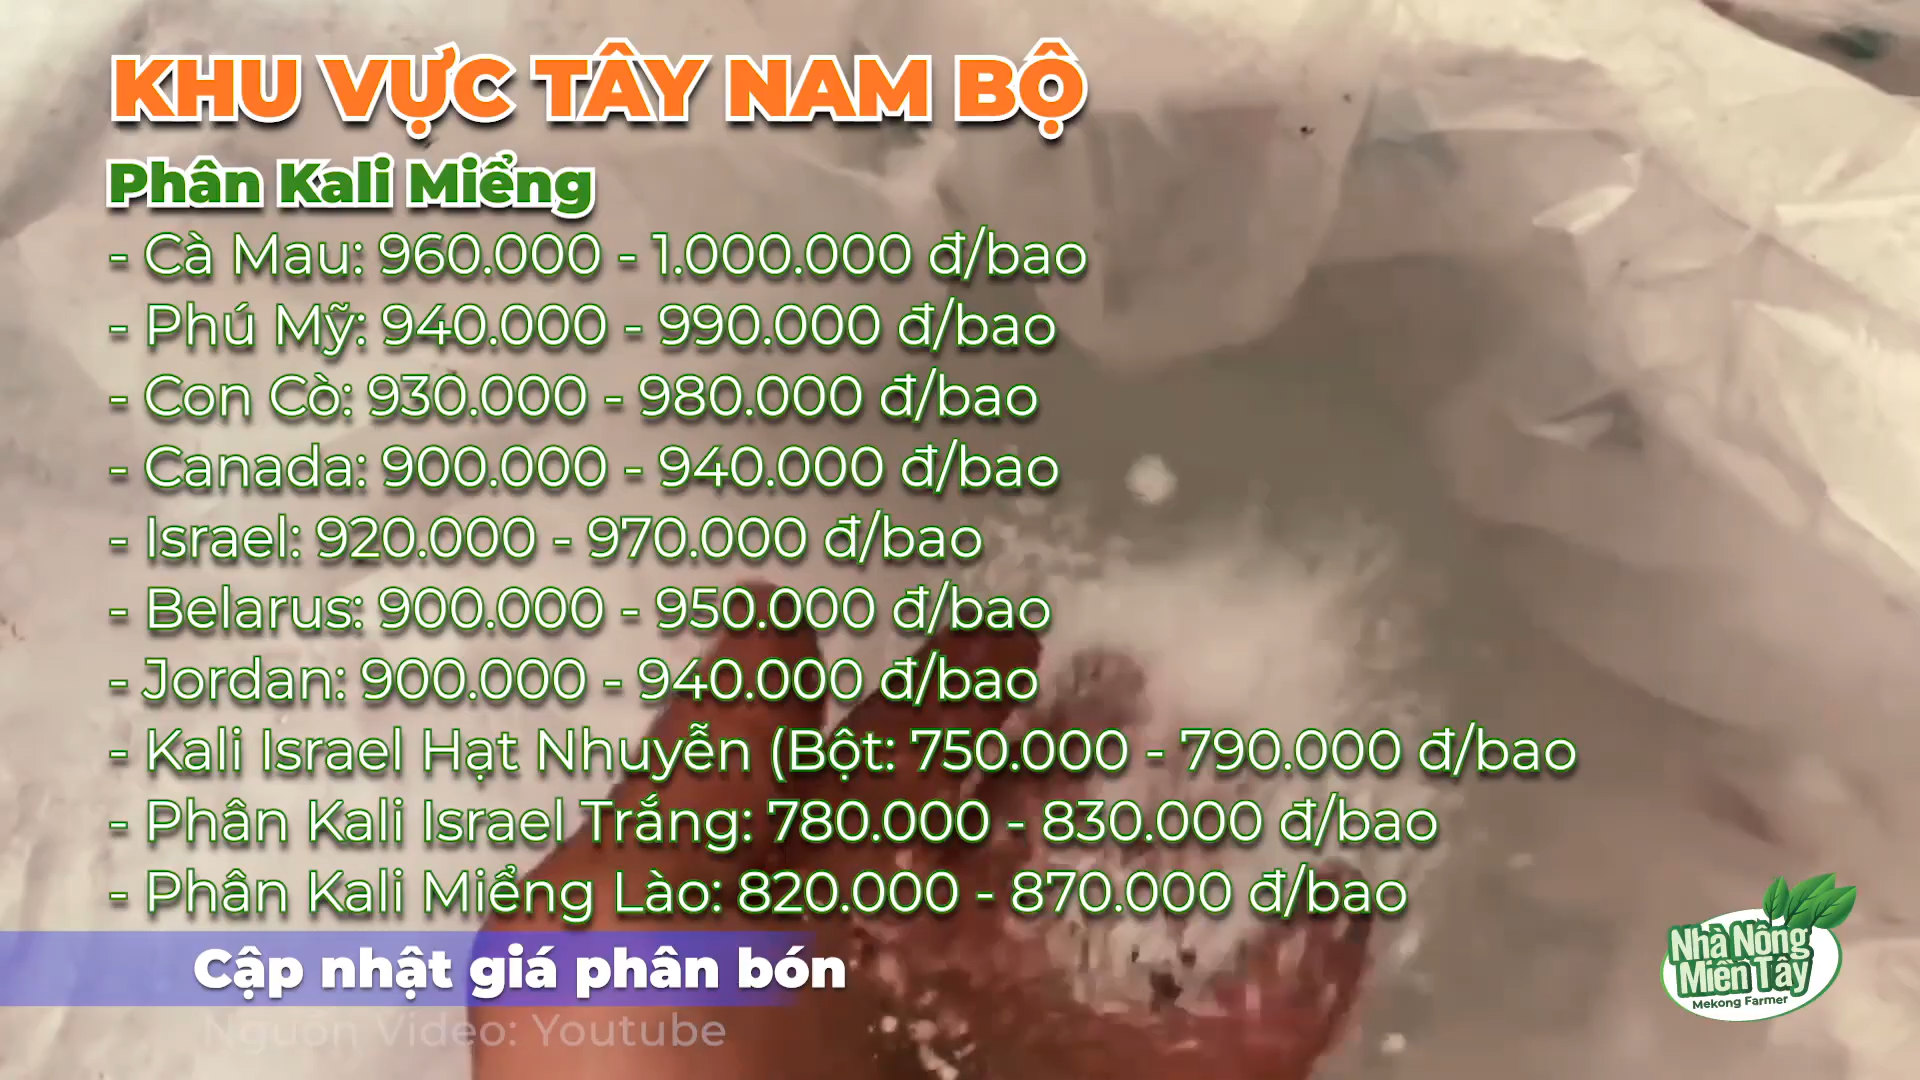 KHU VỰC TÂY NAM BỘ
Phân Kali Miểng
- Cà Mau: 960.000 - 1.000.000 đ/bao
- Phú Mỹ: 940.000 - 990.000 đ/bao
- Con Cò: 930.000 - 980.000 đ/bao
- Canada: 900.000 - 940.000 đ/bao
- Israel: 920.000 - 970.000 đ/bao
- Belarus: 900.000 - 950.000 đ/bao
- Jordan: 900.000 - 940.000 đ/bao
- Kali Israel Hạt Nhuyễn (Bột: 750.000 - 790.000 đ/bao
- Phân Kali Israel Trắng: 780.000 - 830.000 đ/bao
- Phân Kali Miểng Lào: 820.000 - 870.000 đ/bao
Cập nhật giá phân bón
Nguồn Video: Youtube
Nhà Nông
Miền Tây
Mekong Farmer